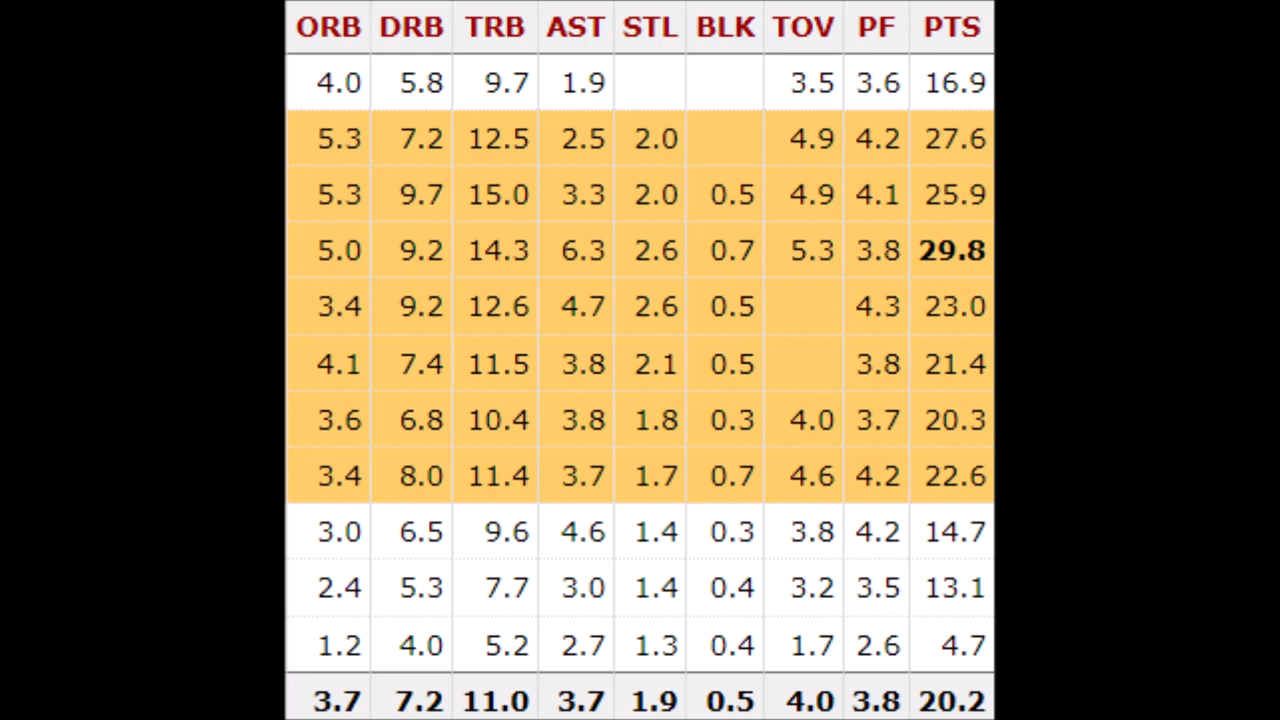 ORB DRB TRB AST STL BLK TOV PF PTS
4.0 5.8 9.7 1.9 3.5 3.6 16.9
5.3 7.2 12.5 2.5 2.0 4.9 4.2 27.6
5.3 9.7 15.0 3.3 2.0 0.5 4.9 4.1 25.9
5.0 9.2 14.3 6.3 2.6 0.7 5.3 3.8 29.8
3.4 9.2 12.6 4.7 2.6 0.5 4.3 23.0
4.1 7.4 11.5 3.8 2.1 0.5 3.8 21.4
3.6 6.8 10.4 3.8 1.8 0.3 4.0 3.7 20.3
3.4 8.0 11.4 3.7 1.7 0.7 4.6 4.2 22.6
3.0 6.5 9.6 4.6 1.4 0.3 3.8 4.2 14.7
2.4 5.3 7.7 3.0 1.4 0.4 3.2 3.5 13.1
1.2 4.0 5.2 2.7 1.3 0.4 1.7 2.6 4.7
3.7 7.2 11.0 3.7 1.9 0.5 4.0 3.8 20.2